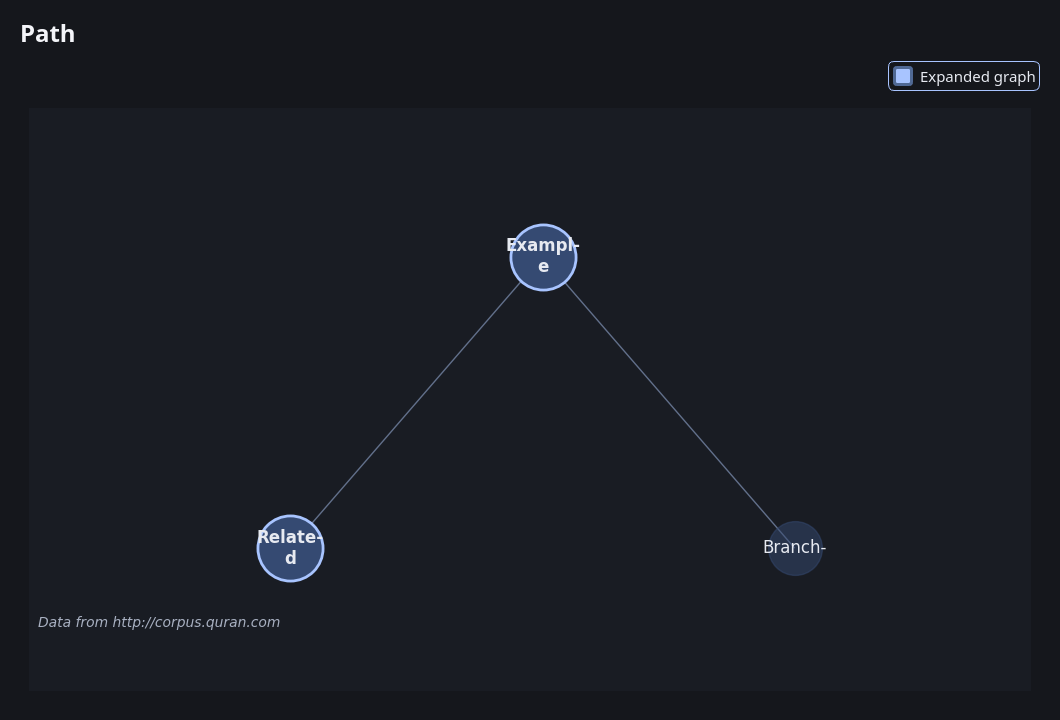 Path
Expanded graph
Exampl-
e
Relate-
d
Branch-
Data from http://corpus.quran.com